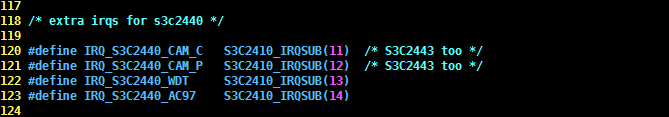 117
118 /* extra irqs for s3c2440 */
119
120 #define IRQ_S3C2440_CAM_C   S3C2410_IRQSUB(11)  /* S3C2443 too */
121 #define IRQ_S3C2440_CAM_P   S3C2410_IRQSUB(12)  /* S3C2443 too */
122 #define IRQ_S3C2440_WDT     S3C2410_IRQSUB(13)
123 #define IRQ_S3C2440_AC97    S3C2410_IRQSUB(14)
124